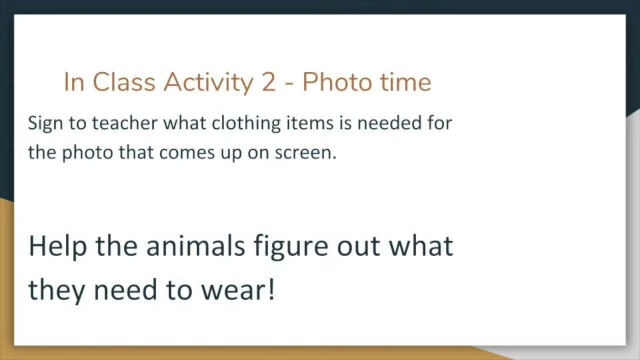 In Class Activity 2 - Photo time
Sign to teacher what clothing items is needed for
the photo that comes up on screen.
Help the animals figure out what
they need to wear!